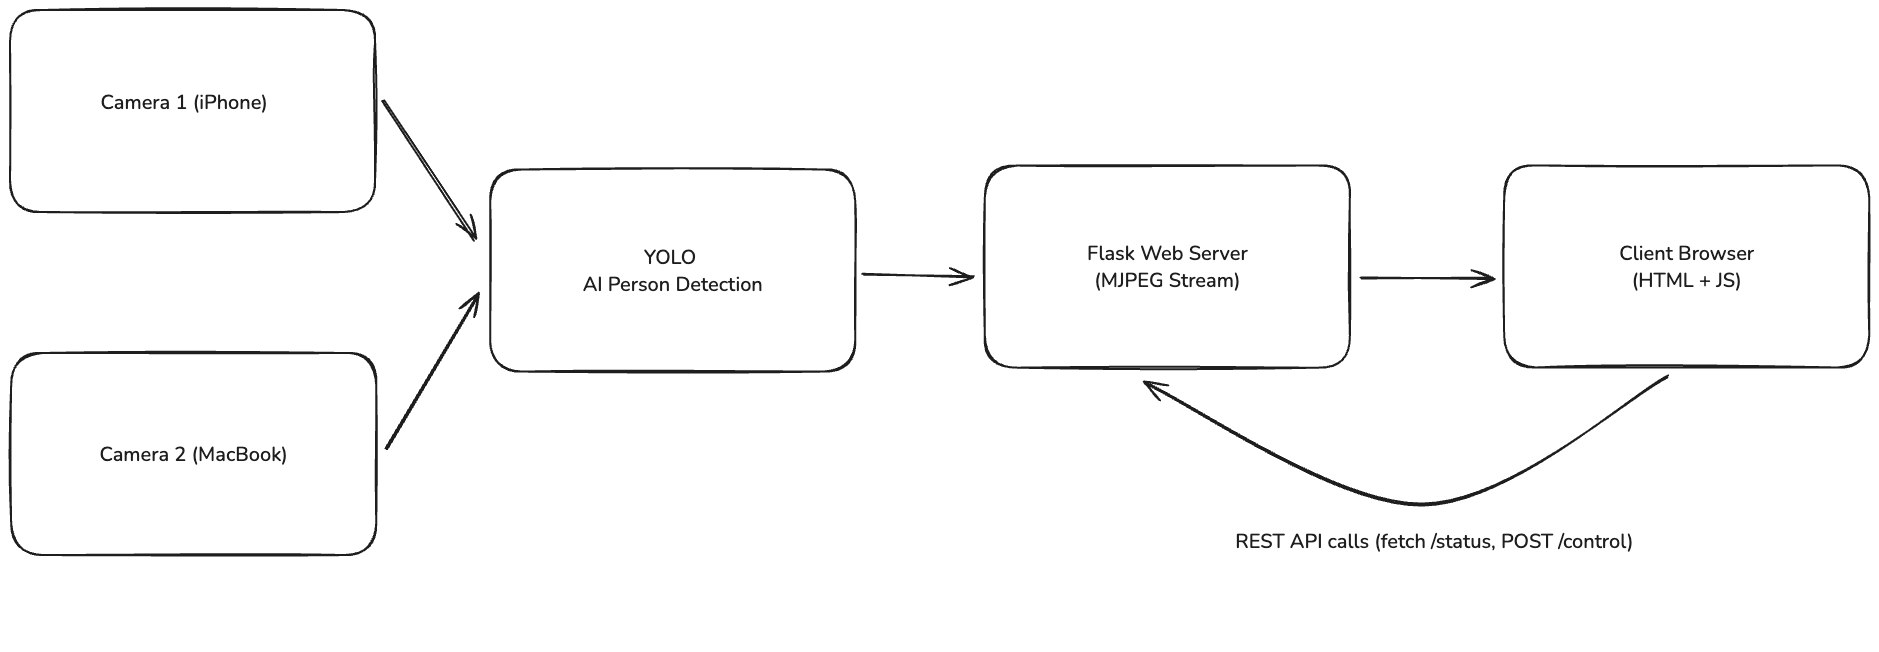 Camera 1 (iPhone)
YOLO
AI Person Detection
Flask Web Server
(MJPEG Stream)
Client Browser
(HTML + JS)
Camera 2 (MacBook)
REST API calls (fetch /status, POST /control)